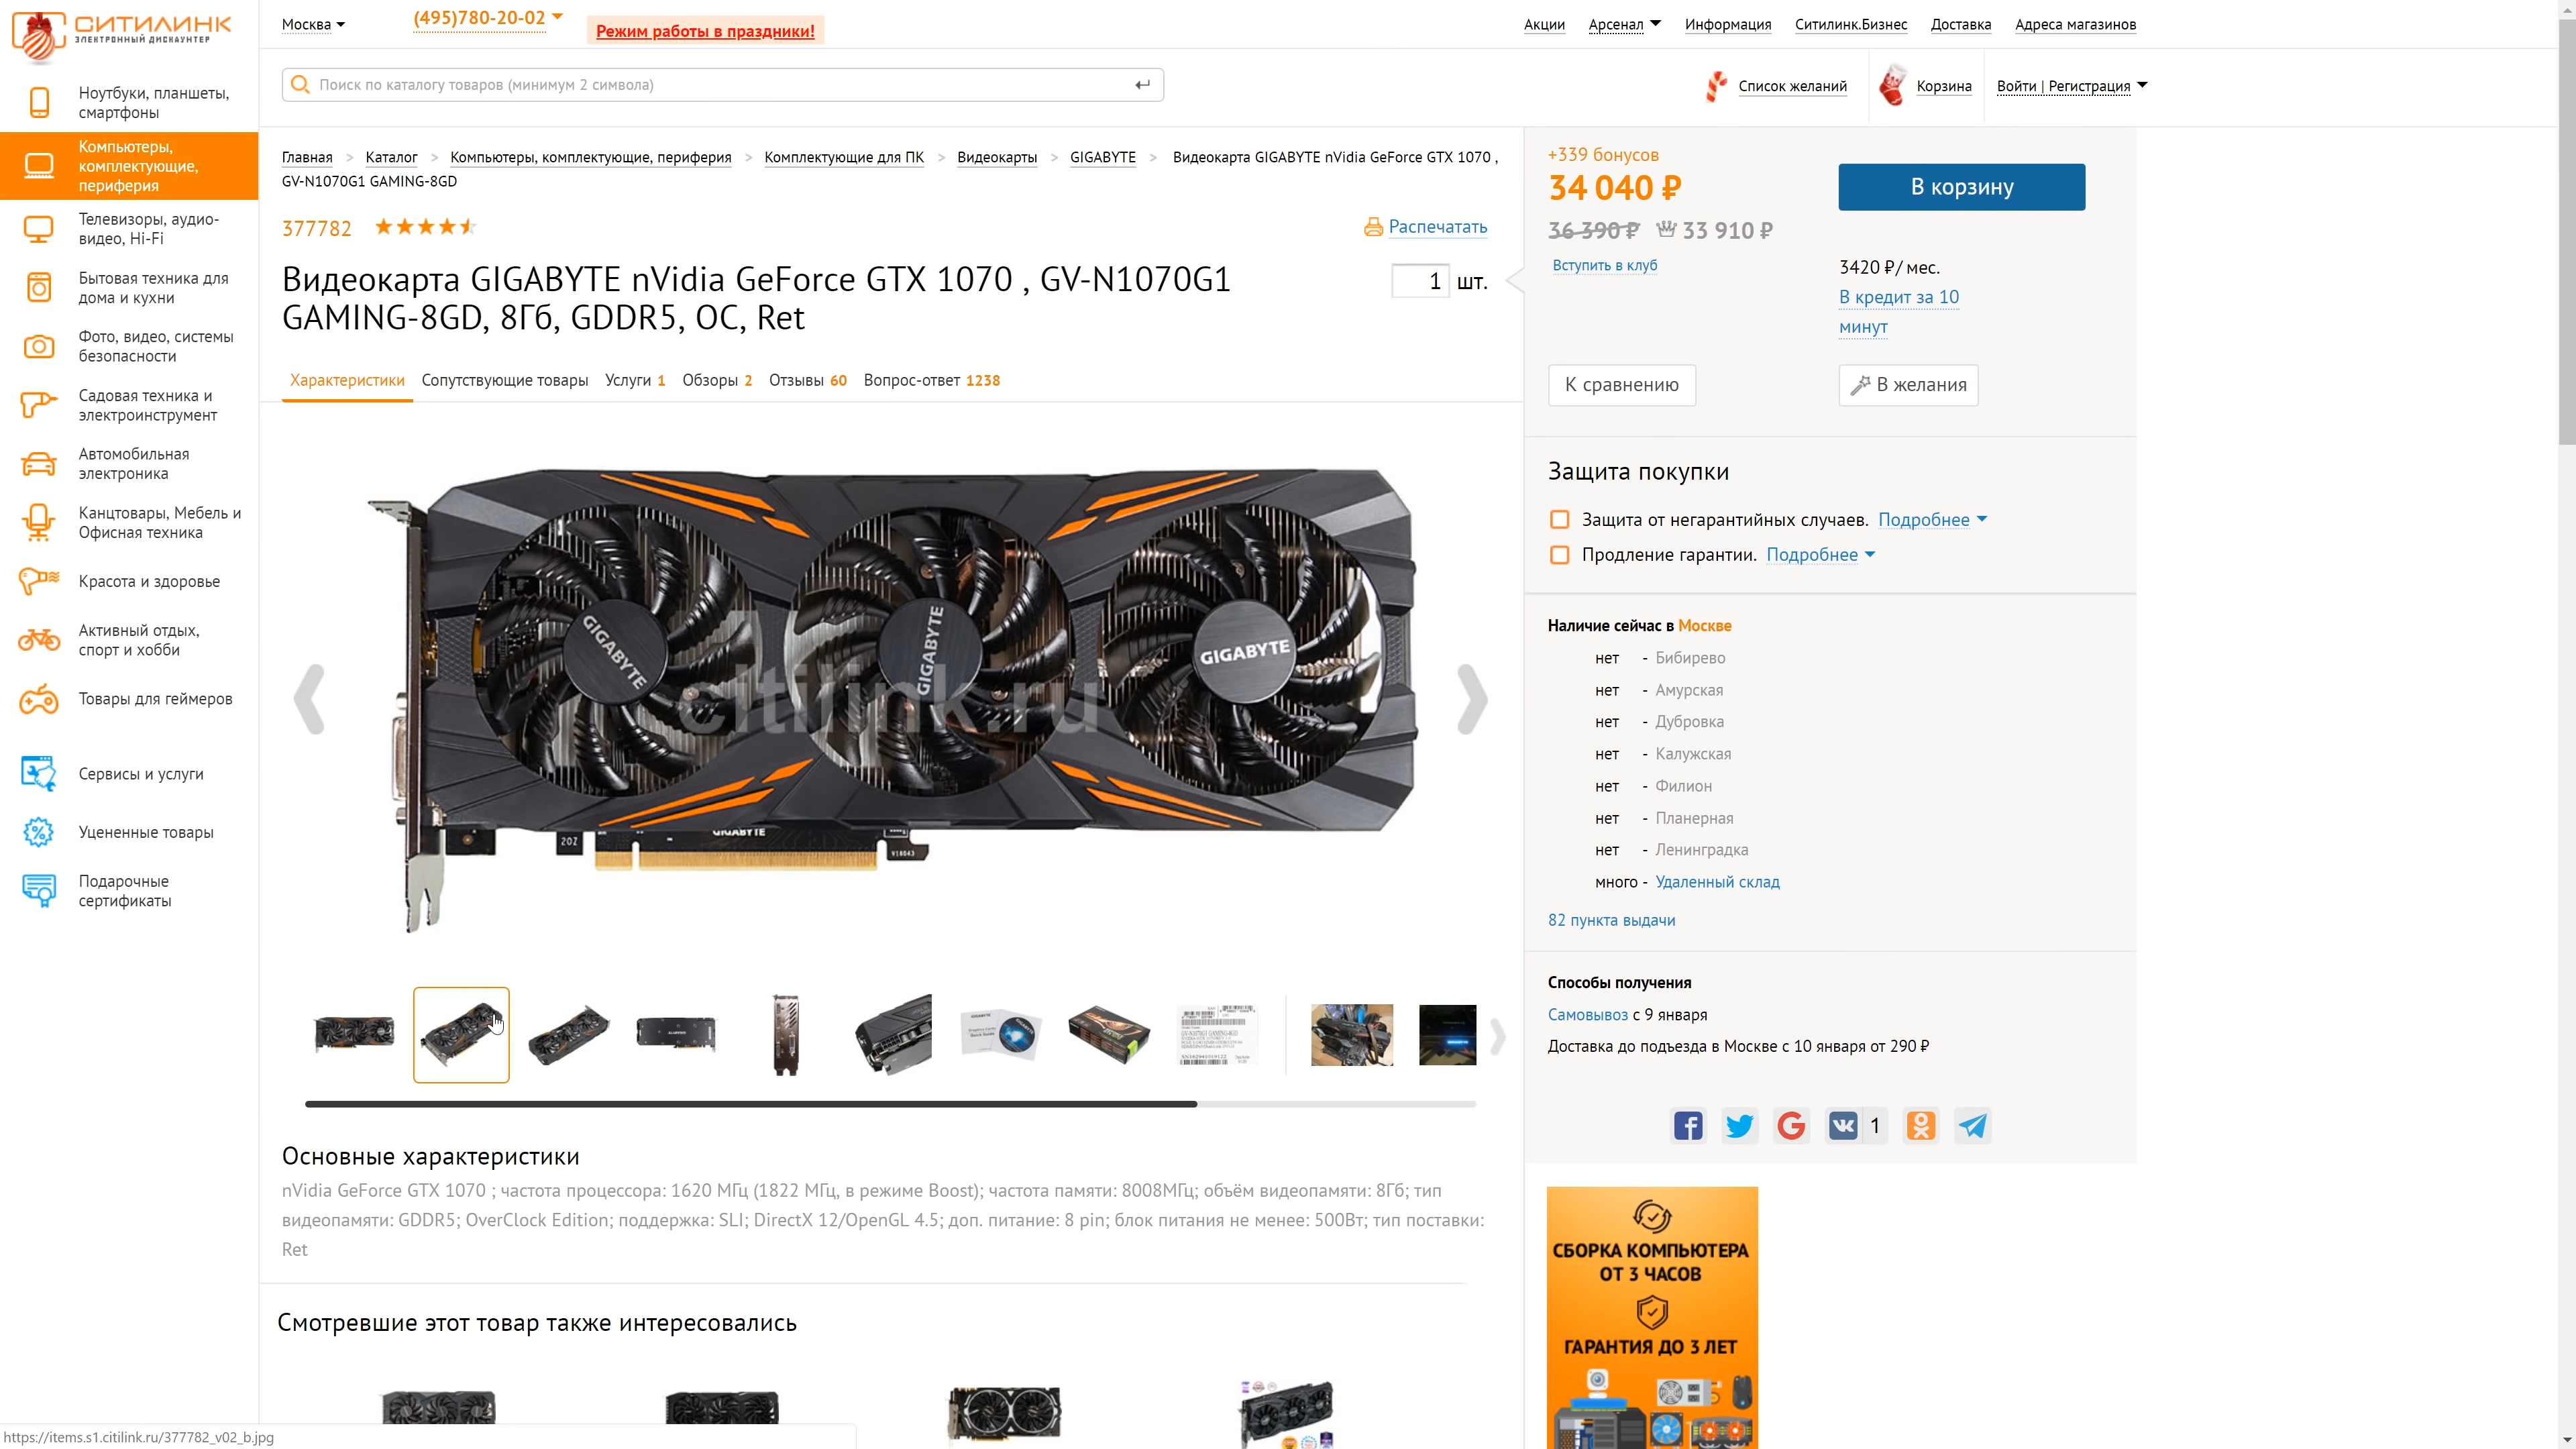 СИТИЛИНК
ЭЛЕКТРОННЫЙ ДИСКАУНТЕР
Москва
(495)780-20-02
Режим работы в праздники!
Акции
Арсенал
Информация
Ситилинк.Бизнес
Доставка
Адреса магазинов
Поиск по каталогу товаров (минимум 2 символа)
Список желаний
Корзина
Войти | Регистрация
Ноутбуки, планшеты,
смартфоны
Компьютеры,
комплектующие,
периферия
Телевизоры, аудио-
видео, Hi-Fi
Бытовая техника для
дома и кухни
Фото, видео, системы
безопасности
Садовая техника и
электроинструмент
Автомобильная
электроника
Канцтовары, Мебель и
Офисная техника
Красота и здоровье
Активный отдых,
спорт и хобби
Товары для геймеров
Сервисы и услуги
Уцененные товары
Подарочные
сертификаты
Главная > Каталог > Компьютеры, комплектующие, периферия > Комплектующие для ПК > Видеокарты > GIGABYTE > Видеокарта GIGABYTE nVidia GeForce GTX 1070 ,
GV-N1070G1 GAMING-8GD
377782
Распечатать
Видеокарта GIGABYTE nVidia GeForce GTX 1070 , GV-N1070G1
GAMING-8GD, 8Гб, GDDR5, OC, Ret
1 шт.
Характеристики
Сопутствующие товары
Услуги 1
Обзоры 2
Отзывы 60
Вопрос-ответ 1238
GIGABYTE
GIGABYTE
GIGABYTE
citilink.ru
GIGABYTE
20Z
V16043
Основные характеристики
nVidia GeForce GTX 1070 ; частота процессора: 1620 МГц (1822 МГц, в режиме Boost); частота памяти: 8008МГц; объём видеопамяти: 8Гб; тип
видеопамяти: GDDR5; OverClock Edition; поддержка: SLI; DirectX 12/OpenGL 4.5; доп. питание: 8 pin; блок питания не менее: 500Вт; тип поставки:
Ret
Смотревшие этот товар также интересовались
https://items.s1.citilink.ru/377782_v02_b.jpg
+339 бонусов
34 040 ₽
36 390 ₽ 33 910 ₽
Вступить в клуб
В корзину
3420 ₽/ мес.
В кредит за 10
минут
К сравнению
В желания
Защита покупки
Защита от негарантийных случаев. Подробнее
Продление гарантии. Подробнее
Наличие сейчас в Москве
нет - Бибирево
нет - Амурская
нет - Дубровка
нет - Калужская
нет - Филион
нет - Планерная
нет - Ленинградка
много - Удаленный склад
82 пункта выдачи
Способы получения
Самовывоз с 9 января
Доставка до подъезда в Москве с 10 января от 290 ₽
1
СБОРКА КОМПЬЮТЕРА
ОТ 3 ЧАСОВ
ГАРАНТИЯ ДО 3 ЛЕТ